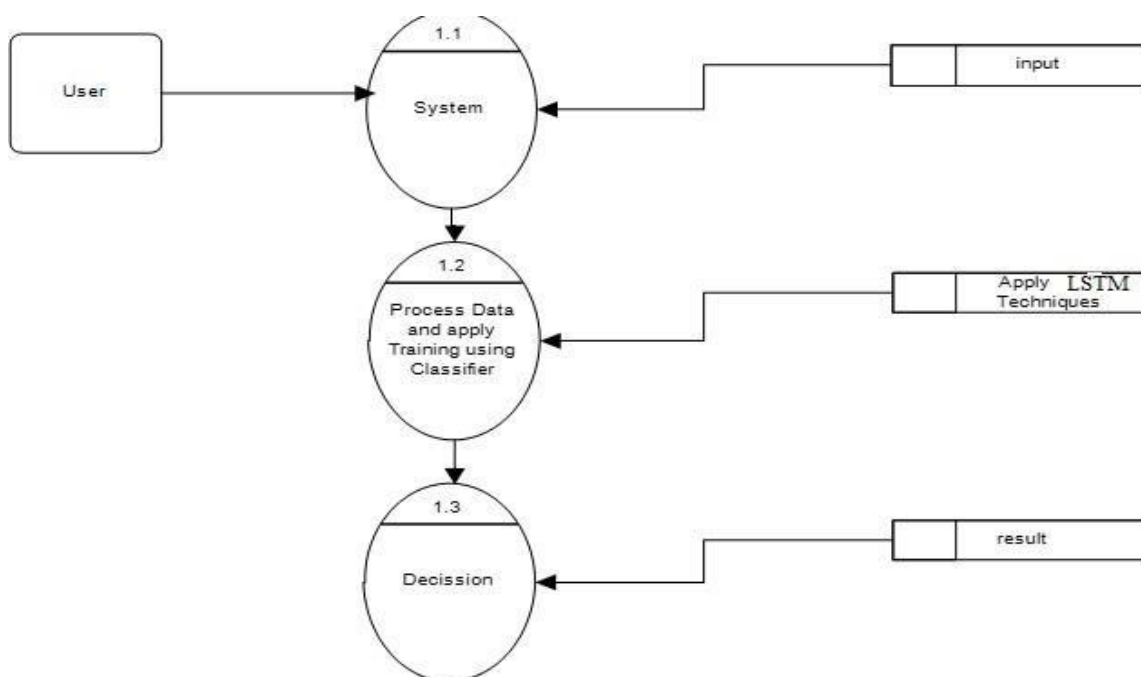 1.1
User
System
input
1.2
Process Data
and apply
Training using
Classifier
Apply LSTM
Techniques
1.3
Decission
result